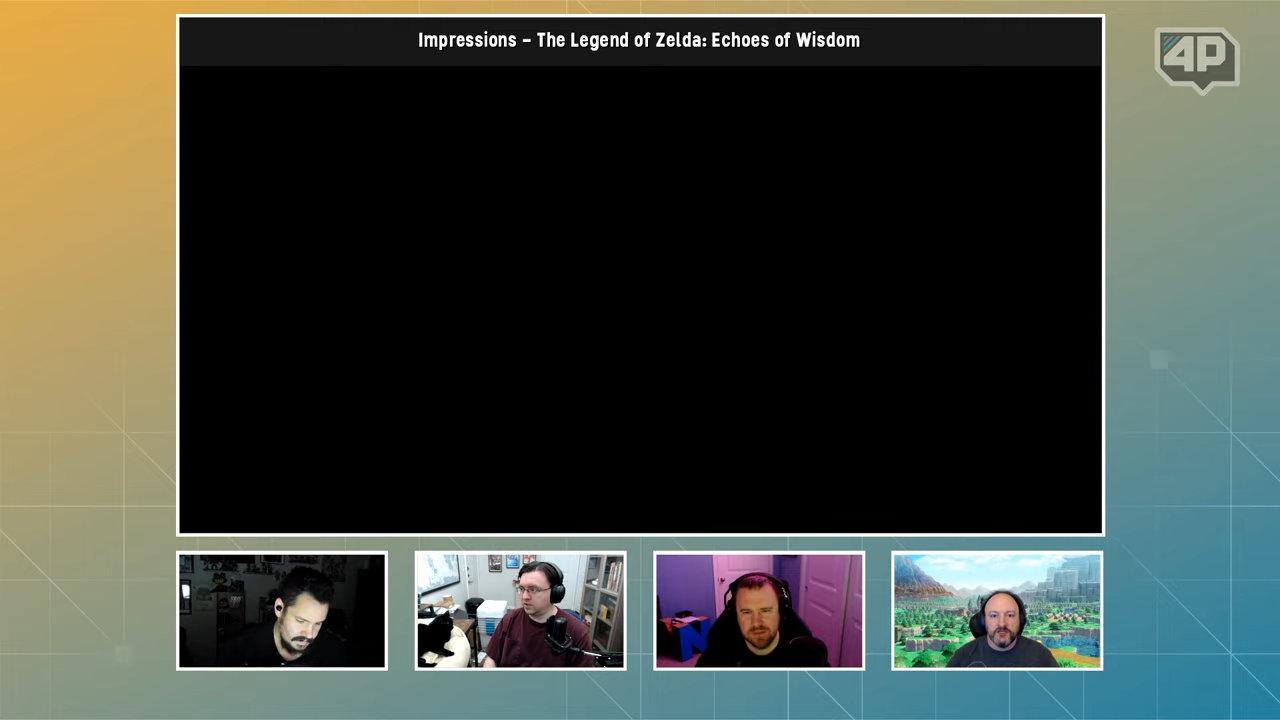 Impressions – The Legend of Zelda: Echoes of Wisdom
4P
N